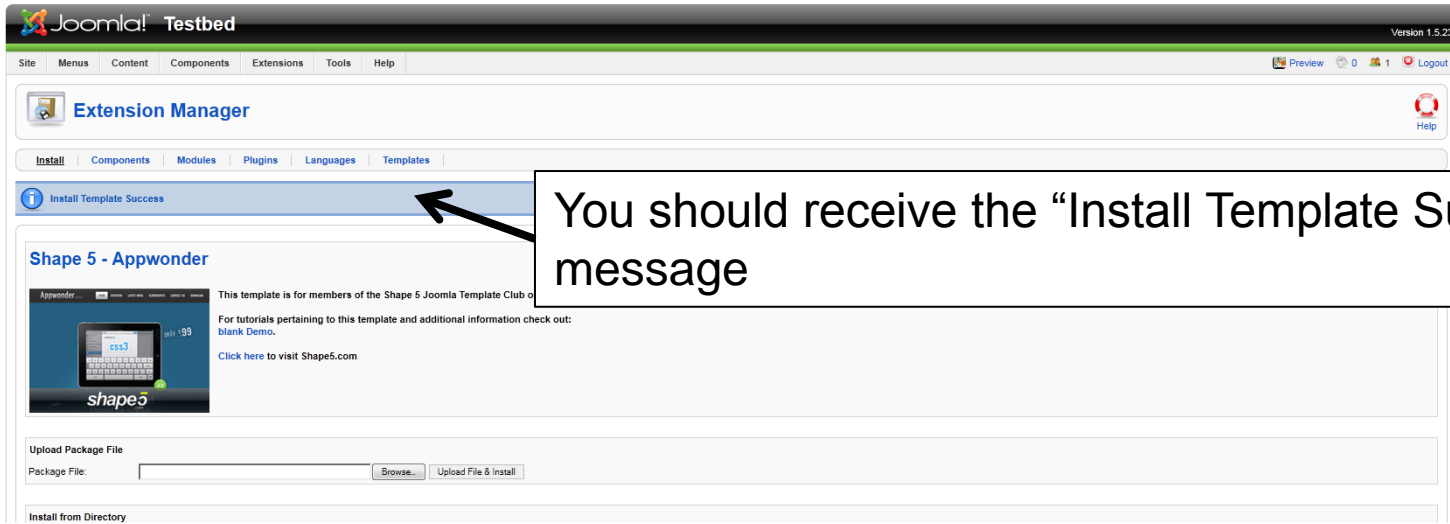 Joomla! Testbed
Version 1.5.23
Site Menus Content Components Extensions Tools Help Preview 0 1 Logout
Extension Manager
Help
Install Components Modules Plugins Languages Templates
Install Template Success
You should receive the “Install Template Su
message
Shape 5 - Appwonder
This template is for members of the Shape 5 Joomla Template Club o
For tutorials pertaining to this template and additional information check out:
blank Demo.
Click here to visit Shape5.com
Appwonder
only $99
css3
shape5
Upload Package File
Package File: Browse... Upload File & Install
Install from Directory